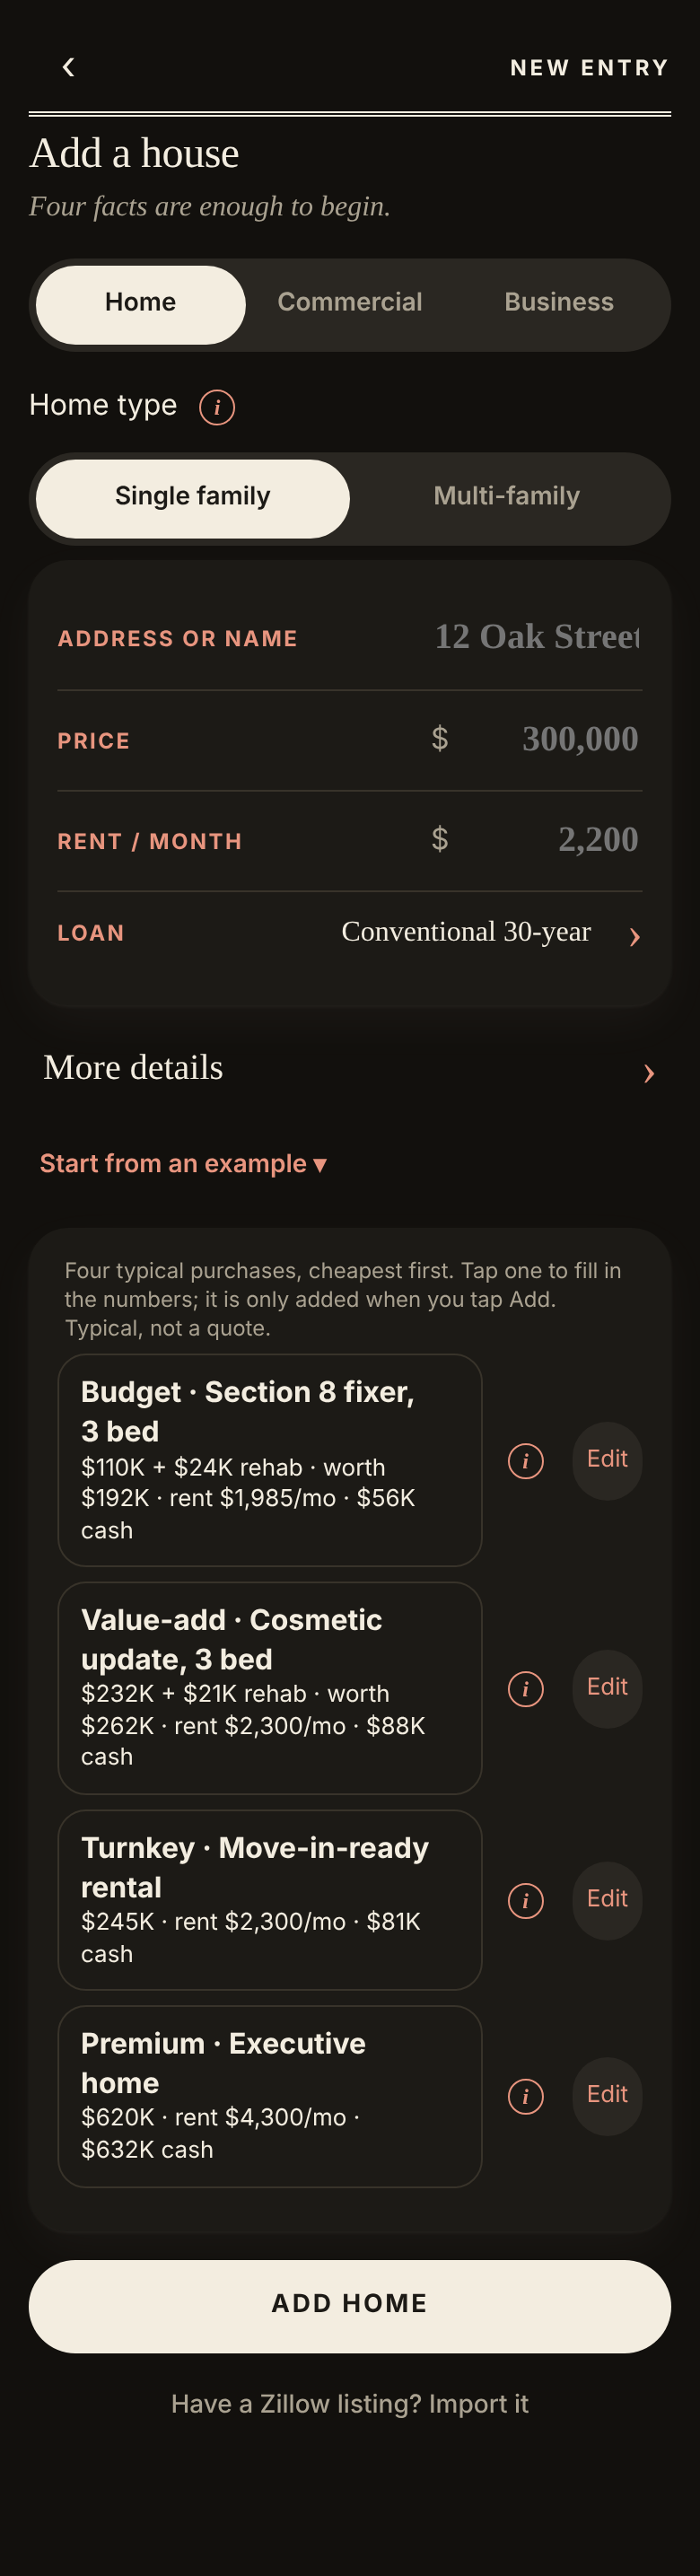 ‹ NEW ENTRY
Add a house
Four facts are enough to begin.
Home Commercial Business
Home type i
Single family Multi-family
ADDRESS OR NAME 12 Oak Street
PRICE $ 300,000
RENT / MONTH $ 2,200
LOAN Conventional 30-year ›
More details ›
Start from an example ▾
Four typical purchases, cheapest first. Tap one to fill in
the numbers; it is only added when you tap Add.
Typical, not a quote.
Budget · Section 8 fixer,
3 bed
$110K + $24K rehab · worth
$192K · rent $1,985/mo · $56K
cash
i Edit
Value-add · Cosmetic
update, 3 bed
$232K + $21K rehab · worth
$262K · rent $2,300/mo · $88K
cash
i Edit
Turnkey · Move-in-ready
rental
$245K · rent $2,300/mo · $81K
cash
i Edit
Premium · Executive
home
$620K · rent $4,300/mo ·
$632K cash
i Edit
ADD HOME
Have a Zillow listing? Import it